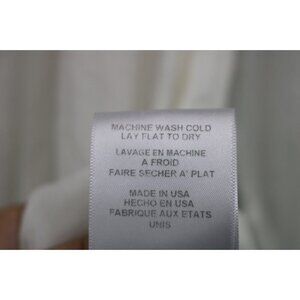 MACHINE WASH COLD
LAY FLAT TO DRY
LAVAGE EN MACHINE
A FROID
FAIRE SECHER A' PLAT
MADE IN USA
HECHO EN USA
FABRIQUE AUX ETATS
UNIS